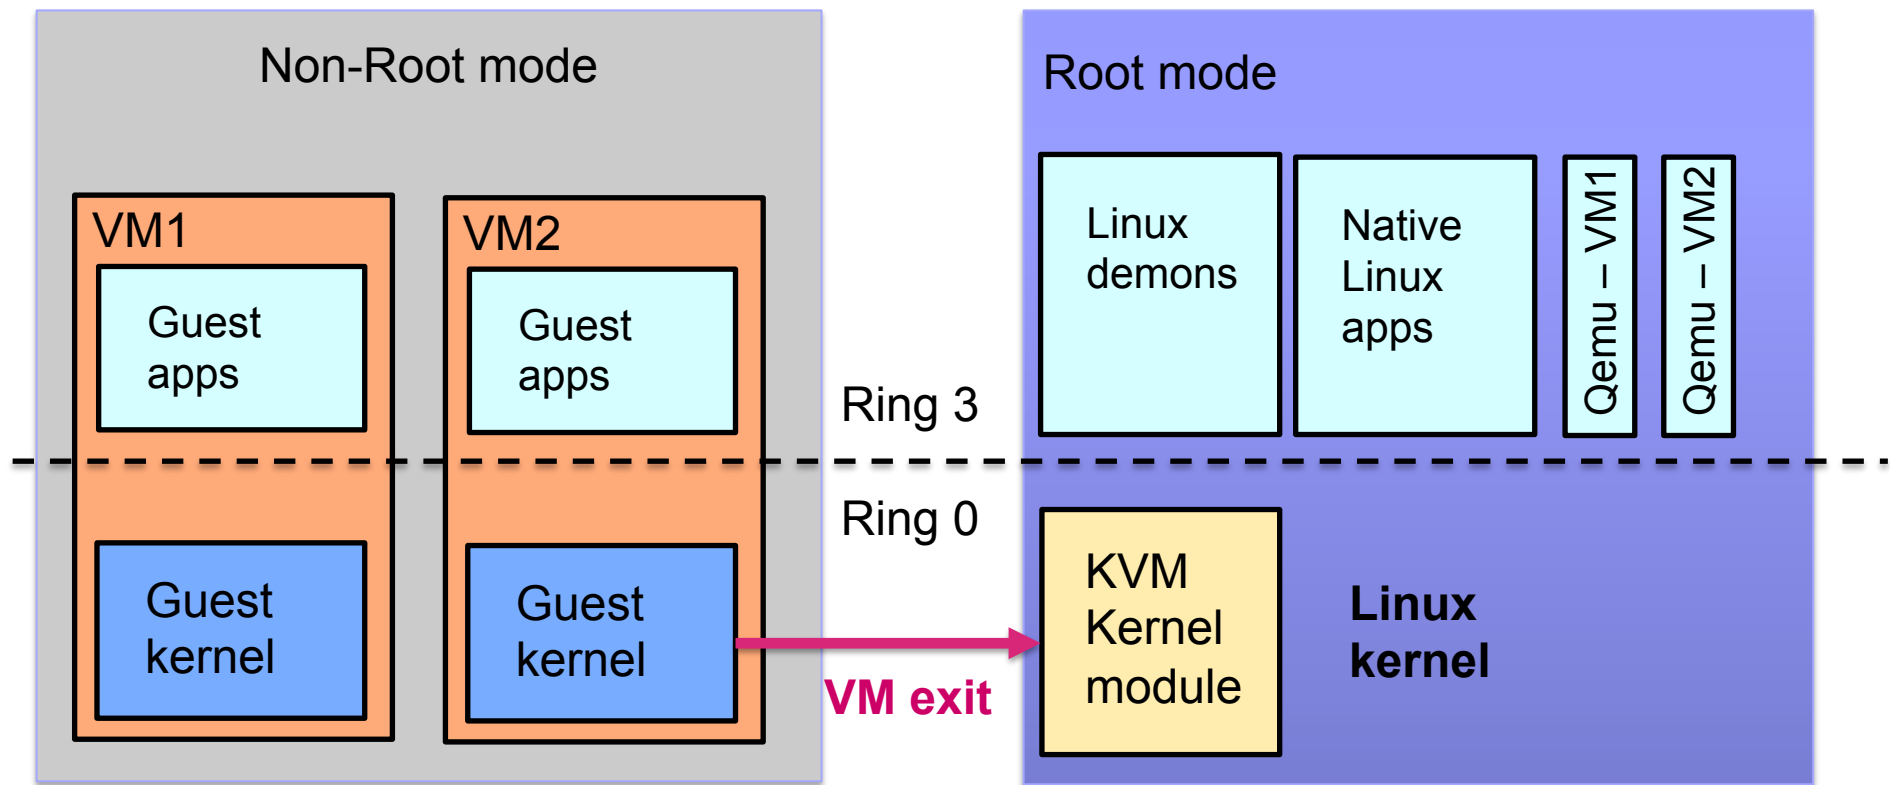 Non-Root mode
VM1
Guest
apps
Guest
kernel
VM2
Guest
apps
Guest
kernel
Ring 3
Ring 0
VM exit
Root mode
Linux
demons
Native
Linux
apps
Qemu – VM1
Qemu – VM2
KVM
Kernel
module
Linux
kernel